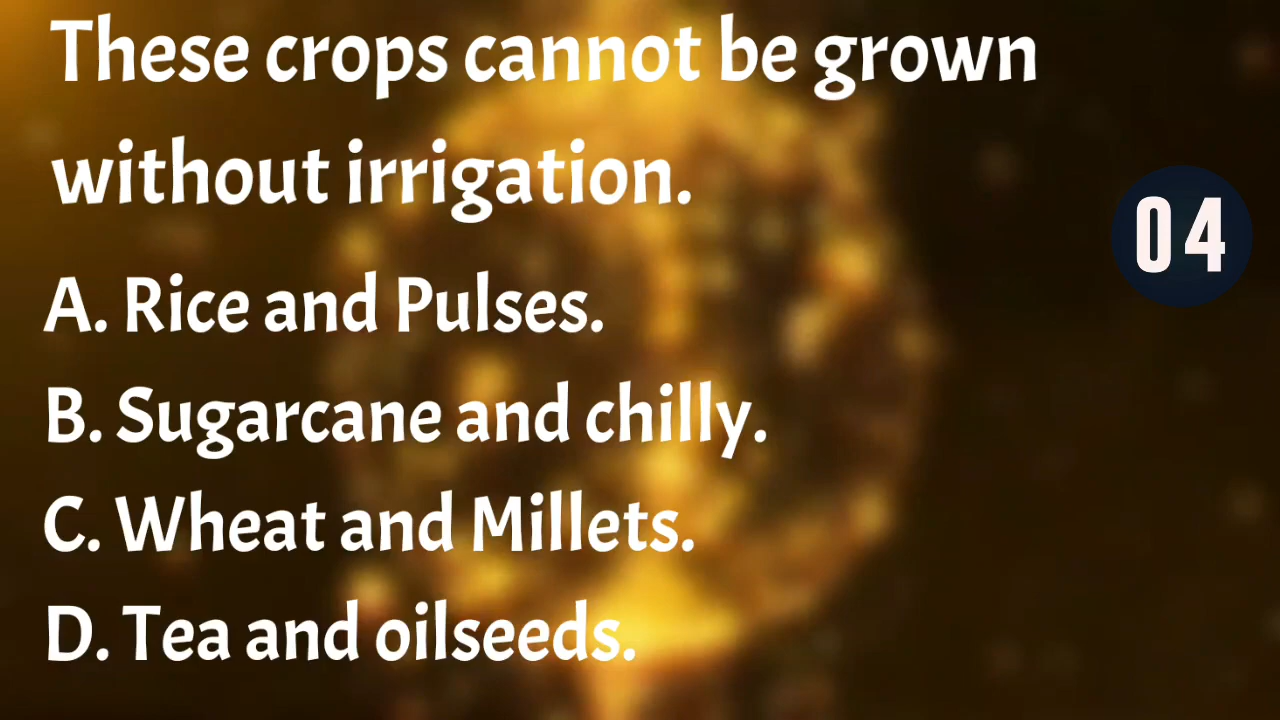 These crops cannot be grown
without irrigation.
04
A. Rice and Pulses.
B. Sugarcane and chilly.
C. Wheat and Millets.
D. Tea and oilseeds.